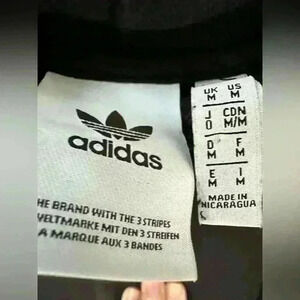 adidas
HE BRAND WITH THE 3 STRIPES
ELTMARKE MIT DEN 3 STREIFEN
A MARQUE AUX 3 BANDES
UK US
M M
J CDN
O M/M
D F
M M
E I
M M
MADE IN
NICARAGUA